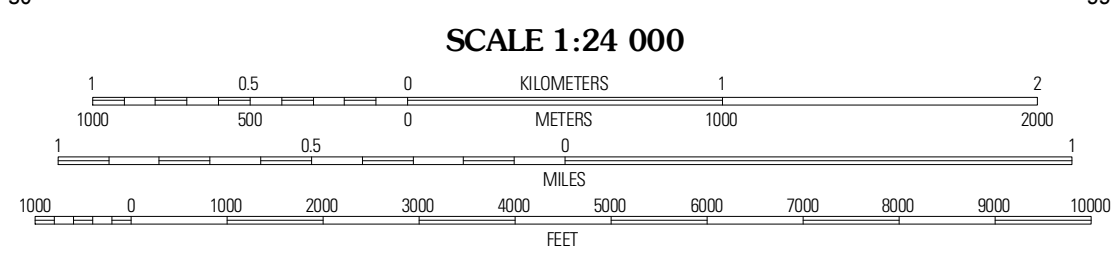 SCALE 1:24 000
1 0.5 0 KILOMETERS 1 2
1000 500 0 METERS 1000 2000
1 0.5 0 1
MILES
1000 0 1000 2000 3000 4000 5000 6000 7000 8000 9000 10000
FEET